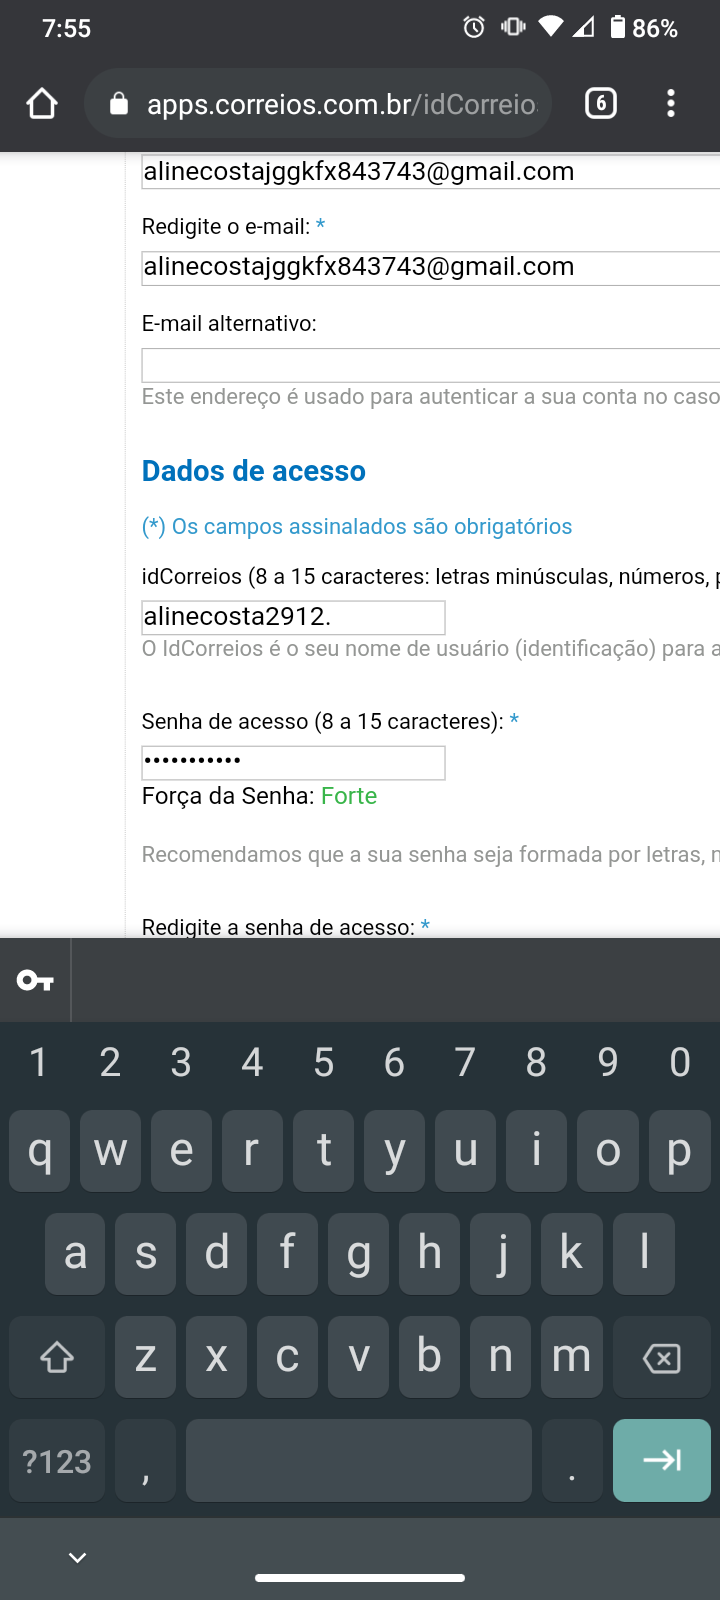 7:55
86%
apps.correios.com.br/idCorreio
6
alinecostajggkfx843743@gmail.com
Redigite o e-mail: *
alinecostajggkfx843743@gmail.com
E-mail alternativo:
Este endereço é usado para autenticar a sua conta no caso
Dados de acesso
(*) Os campos assinalados são obrigatórios
idCorreios (8 a 15 caracteres: letras minúsculas, números,
alinecosta2912.
O IdCorreios é o seu nome de usuário (identificação) para a
Senha de acesso (8 a 15 caracteres): *
•••••••••••
Força da Senha: Forte
Recomendamos que a sua senha seja formada por letras,
Redigite a senha de acesso: *
1 2 3 4 5 6 7 8 9 0
q w e r t y u i o p
a s d f g h j k l
z x c v b n m
?123 , .